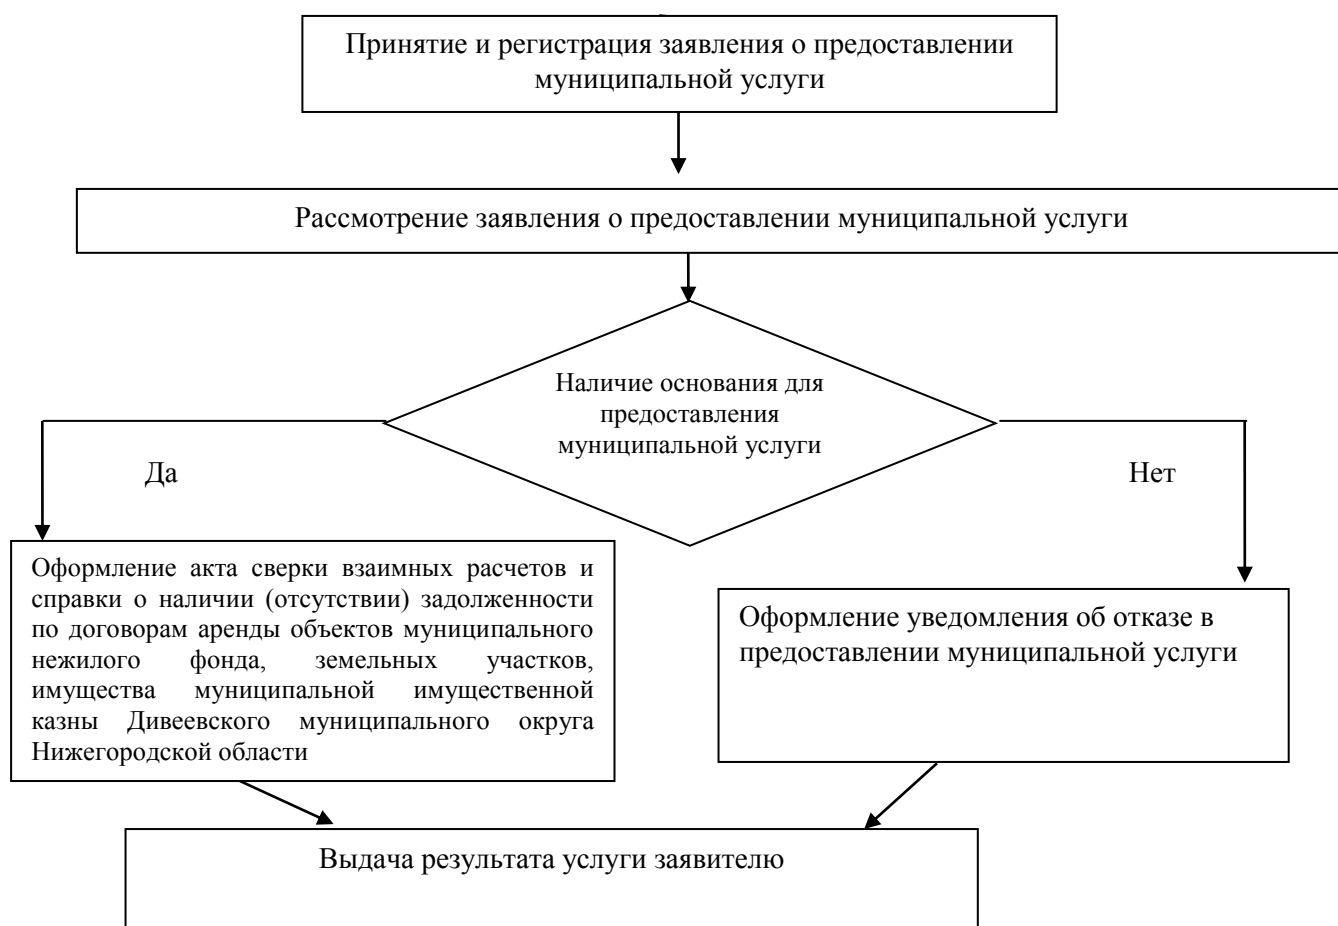 Принятие и регистрация заявления о предоставлении
муниципальной услуги
Рассмотрение заявления о предоставлении муниципальной услуги
Наличие основания для
предоставления
муниципальной услуги
Да
Нет
Оформление акта сверки взаимных расчетов и
справки о наличии (отсутствии) задолженности
по договорам аренды объектов муниципального
нежилого фонда, земельных участков,
имущества муниципальной имущественной
казны Дивеевского муниципального округа
Нижегородской области
Оформление уведомления об отказе в
предоставлении муниципальной услуги
Выдача результата услуги заявителю